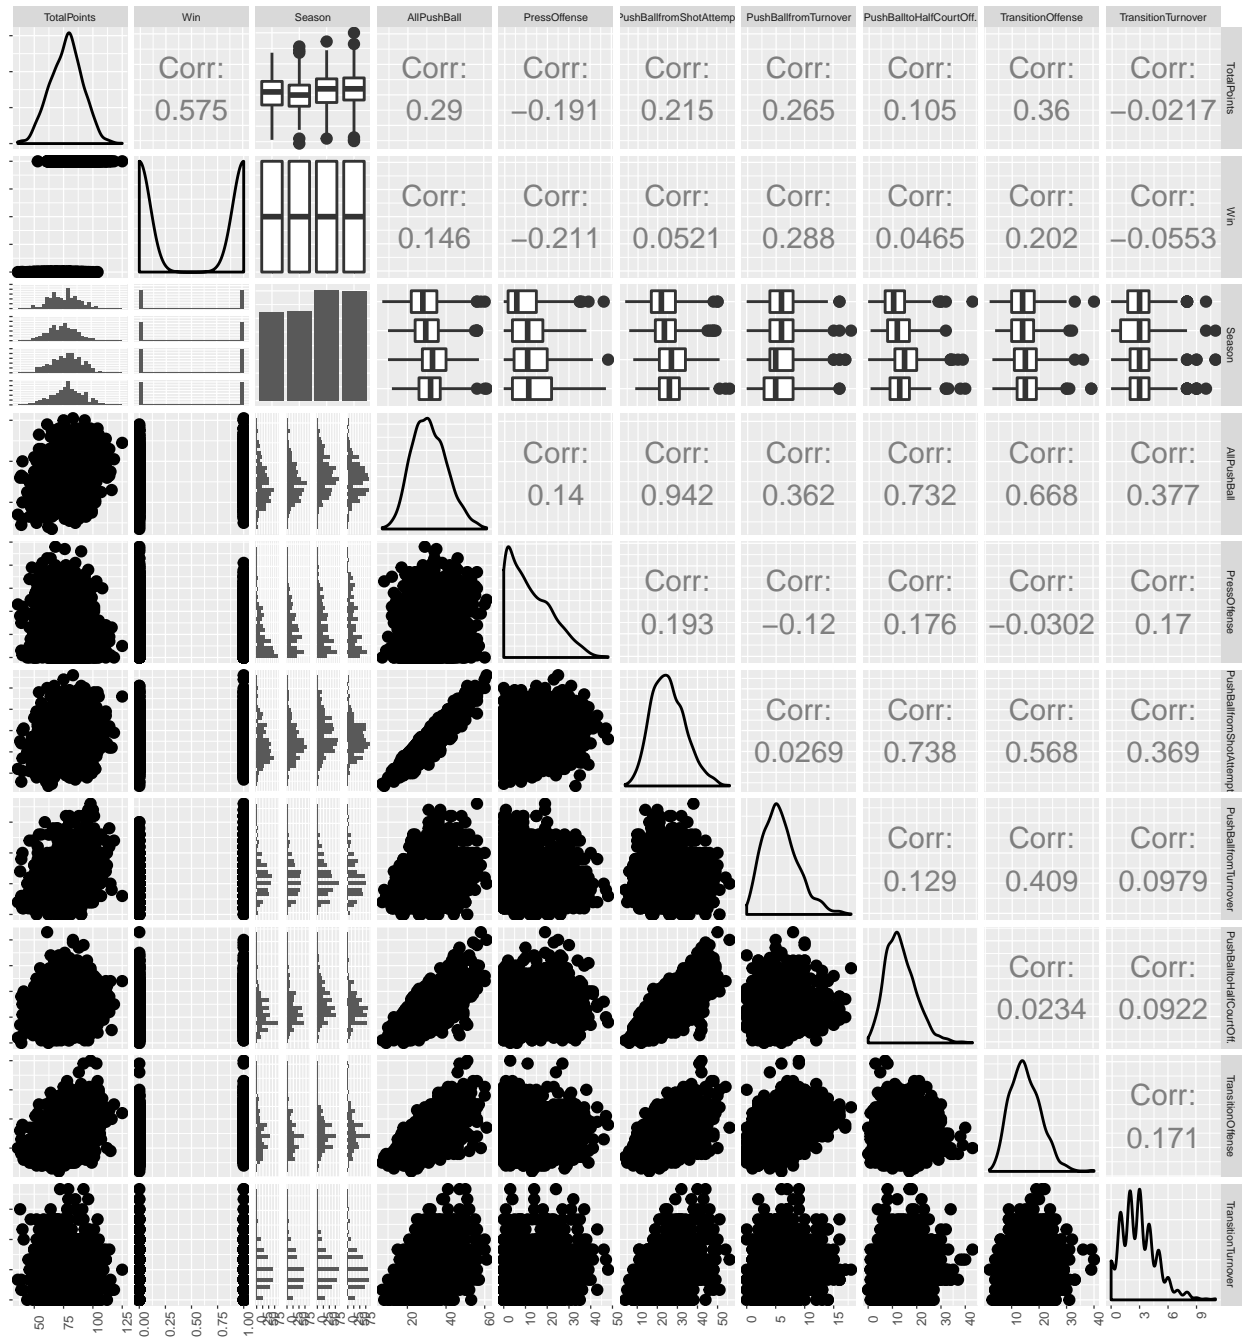 TotalPoints Win Season AllPushBall PressOffense PushBallfromShotAttemp PushBallfromTurnover PushBalltoHalfCourtOff. TransitionOffense TransitionTurnover
Corr: Corr: Corr: Corr: Corr: Corr: Corr: Corr:
0.575 0.29 −0.191 0.215 0.265 0.105 0.36 −0.0217
TotalPoints
Corr: Corr: Corr: Corr: Corr: Corr: Corr:
0.146 −0.211 0.0521 0.288 0.0465 0.202 −0.0553
Win
Season
Corr: Corr: Corr: Corr: Corr: Corr:
0.14 0.942 0.362 0.732 0.668 0.377
AllPushBall
Corr: Corr: Corr: Corr: Corr:
0.193 −0.12 0.176 −0.0302 0.17
PressOffense
Corr: Corr: Corr: Corr:
0.0269 0.738 0.568 0.369
PushBallfromShotAttempt
Corr: Corr: Corr:
0.129 0.409 0.0979
PushBallfromTurnover
Corr: Corr:
0.0234 0.0922
PushBalltoHalfCourtOff.
Corr:
0.171
TransitionOffense
TransitionTurnover
50 75 100 125 0.00 0.25 0.50 0.75 1.00 20 40 60 0 10 20 30 40 50 10 20 30 40 50 0 5 10 15 0 10 20 30 40 0 10 20 30 40 0 3 6 9